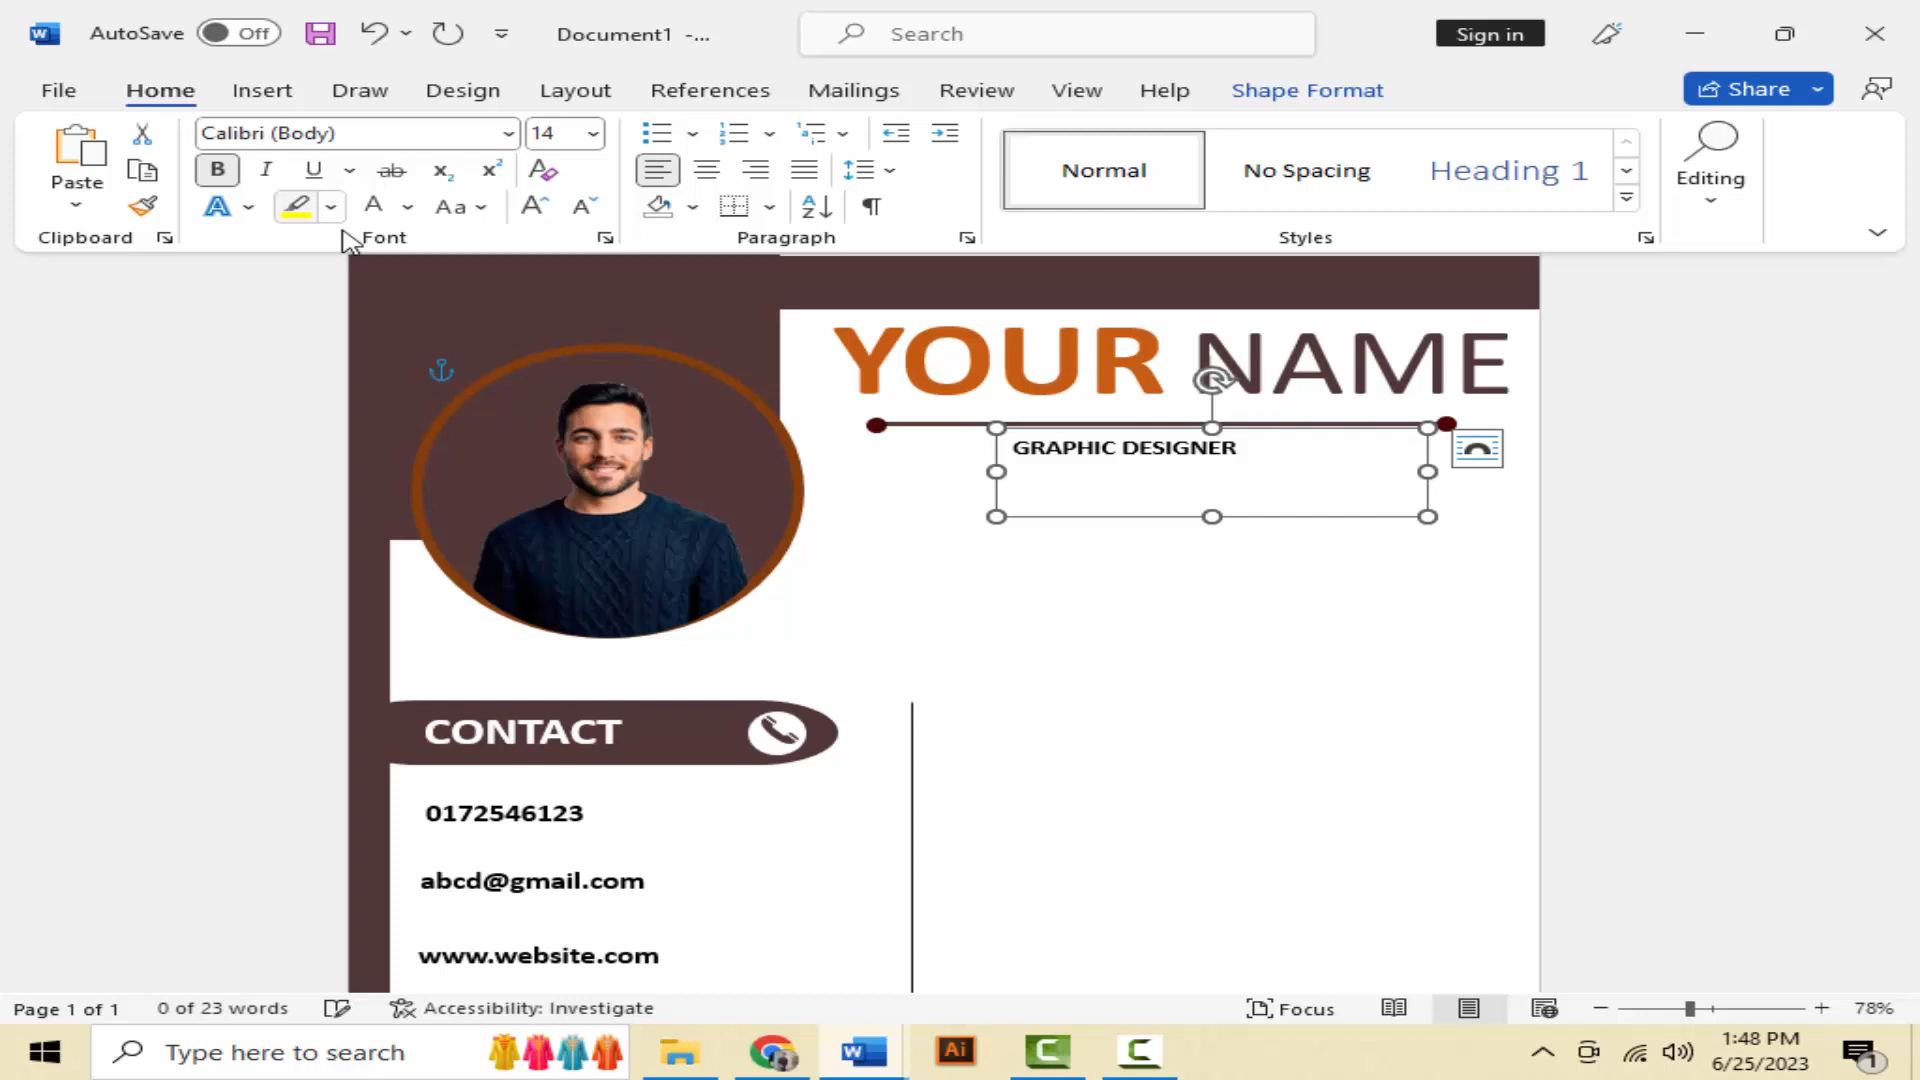 AutoSave Off Document1 -... Search Sign in
File Home Insert Draw Design Layout References Mailings Review View Help Shape Format Share
Paste Calibri (Body) 14 Normal No Spacing Heading 1 Editing
Clipboard Font Paragraph Styles
YOUR NAME
GRAPHIC DESIGNER
CONTACT
0172546123
abcd@gmail.com
www.website.com
Page 1 of 1 0 of 23 words Accessibility: Investigate Focus 78%
Type here to search Ai 1:48 PM
6/25/2023 1